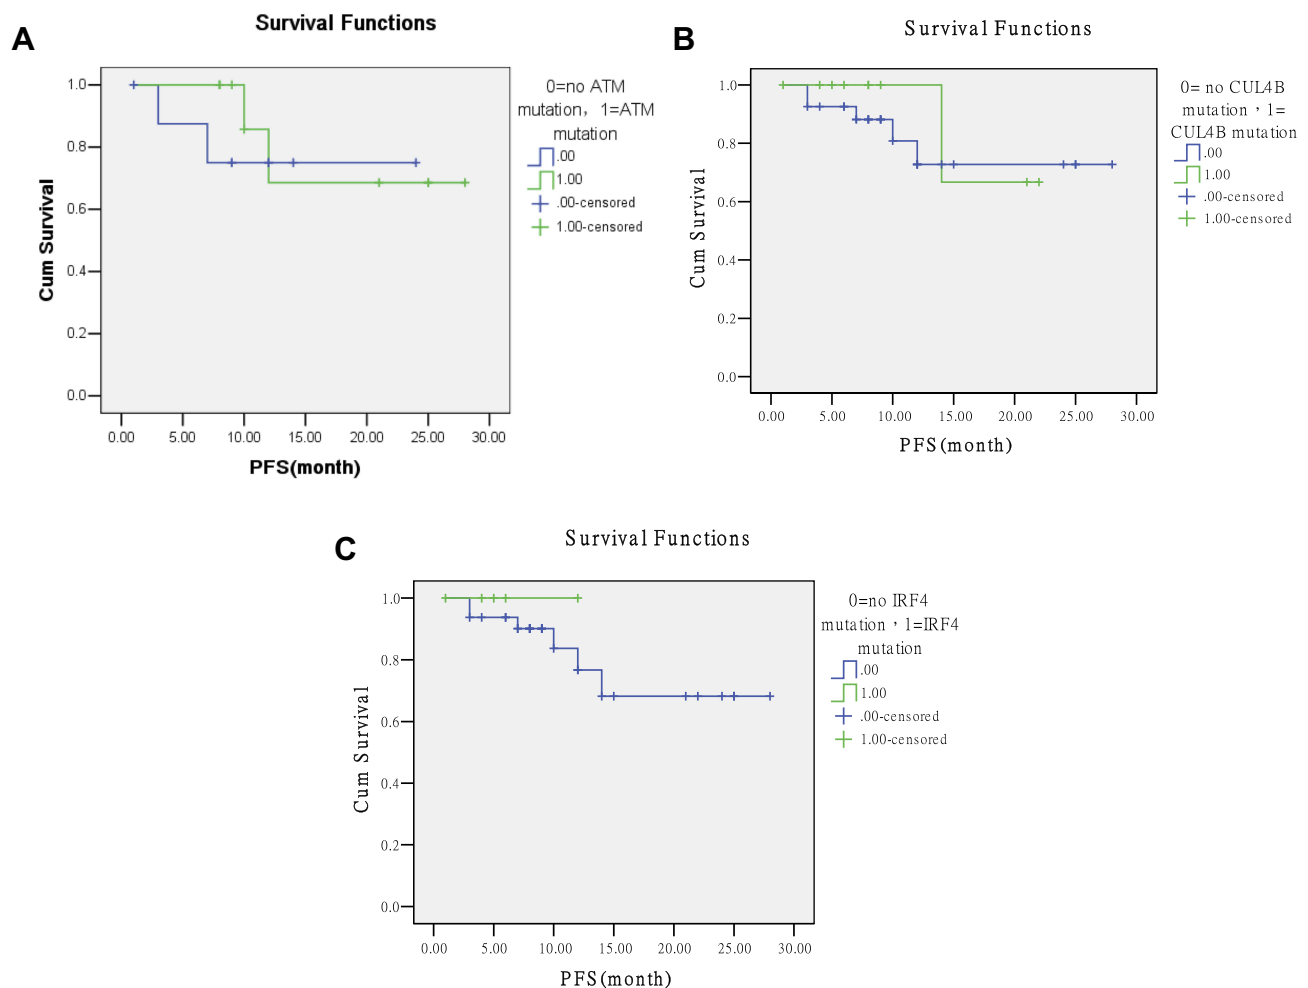 A
Survival Functions
Cum Survival
1.0
0.8
0.6
0.4
0.2
0.0
0.00 5.00 10.00 15.00 20.00 25.00 30.00
PFS(month)
0=no ATM
mutation，1=ATM
mutation
.00
1.00
.00-censored
1.00-censored
B
Survival Functions
Cum Survival
1.0
0.8
0.6
0.4
0.2
0.0
0.00 5.00 10.00 15.00 20.00 25.00 30.00
PFS(month)
0= no CUL4B
mutation，1=
CUL4B mutation
.00
1.00
.00-censored
1.00-censored
C
Survival Functions
Cum Survival
1.0
0.8
0.6
0.4
0.2
0.0
0.00 5.00 10.00 15.00 20.00 25.00 30.00
PFS(month)
0=no IRF4
mutation，1=IRF4
mutation
.00
1.00
.00-censored
1.00-censored